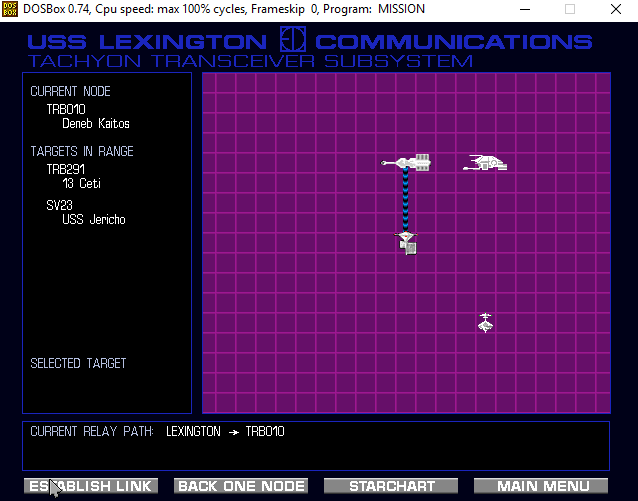 DOS
BOX
DOSBox 0.74, Cpu speed: max 100% cycles, Frameskip 0, Program: MISSION
USS LEXINGTON COMMUNICATIONS
TACHYON TRANSCEIVER SUBSYSTEM
CURRENT NODE
TRB010
Deneb Kaitos
TARGETS IN RANGE
TRB291
13 Ceti
SV23
USS Jericho
SELECTED TARGET
CURRENT RELAY PATH: LEXINGTON → TRB010
ESTABLISH LINK BACK ONE NODE STARCHART MAIN MENU